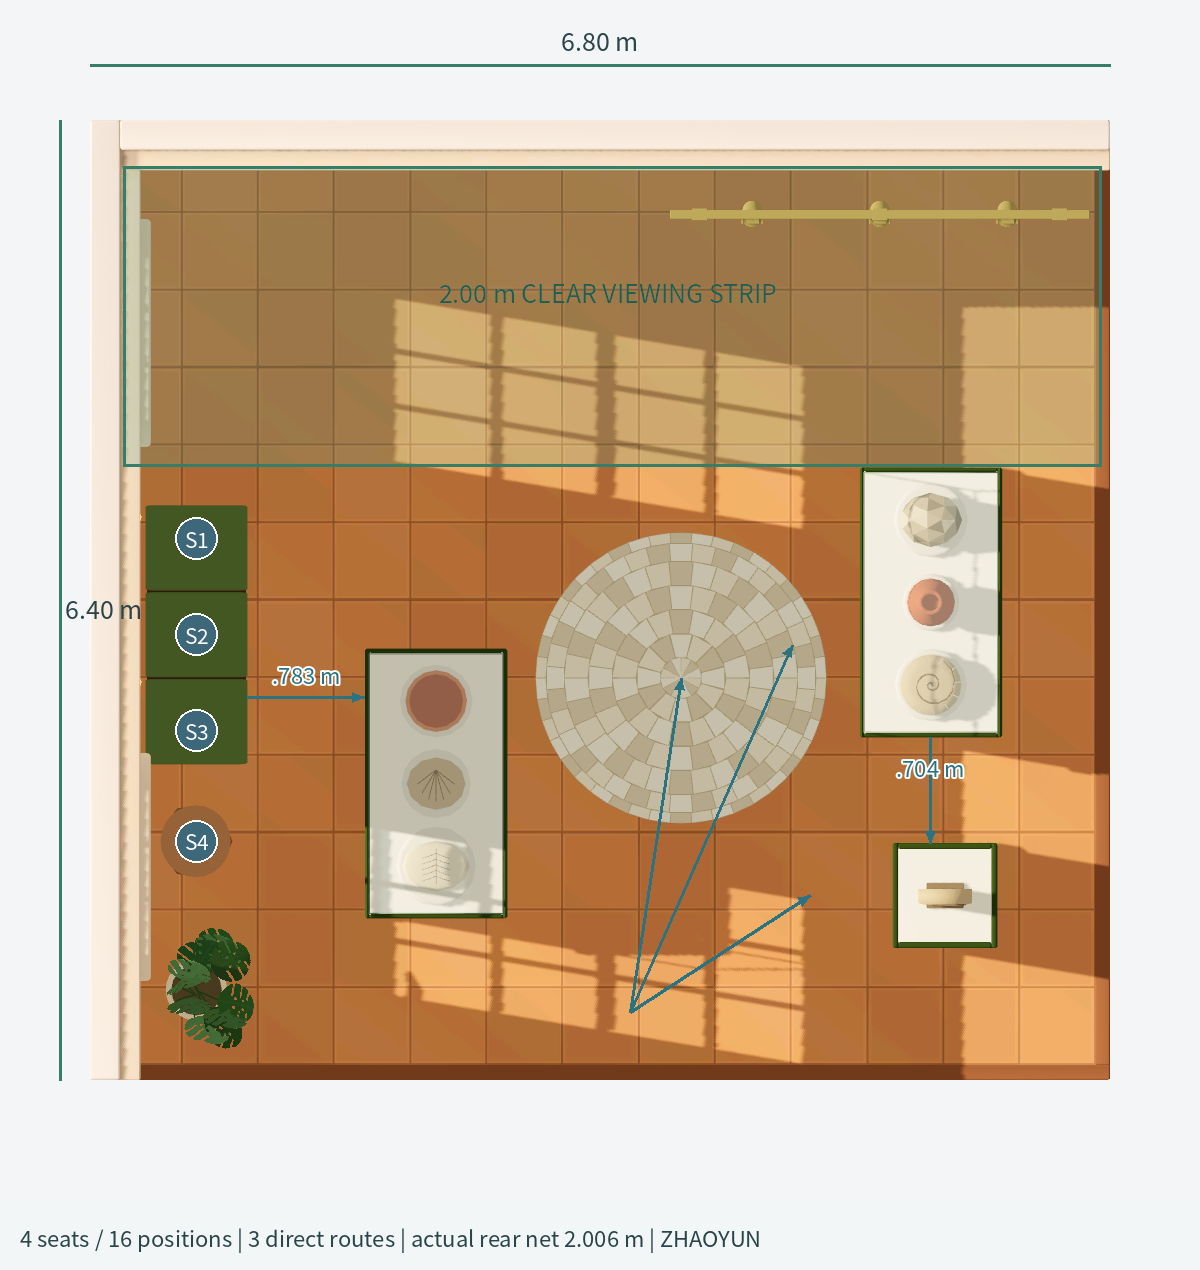 6.80 m
2.00 m CLEAR VIEWING STRIP
S1
6.40 m
S2
.783 m
S3
.704 m
S4
4 seats / 16 positions | 3 direct routes | actual rear net 2.006 m | ZHAOYUN